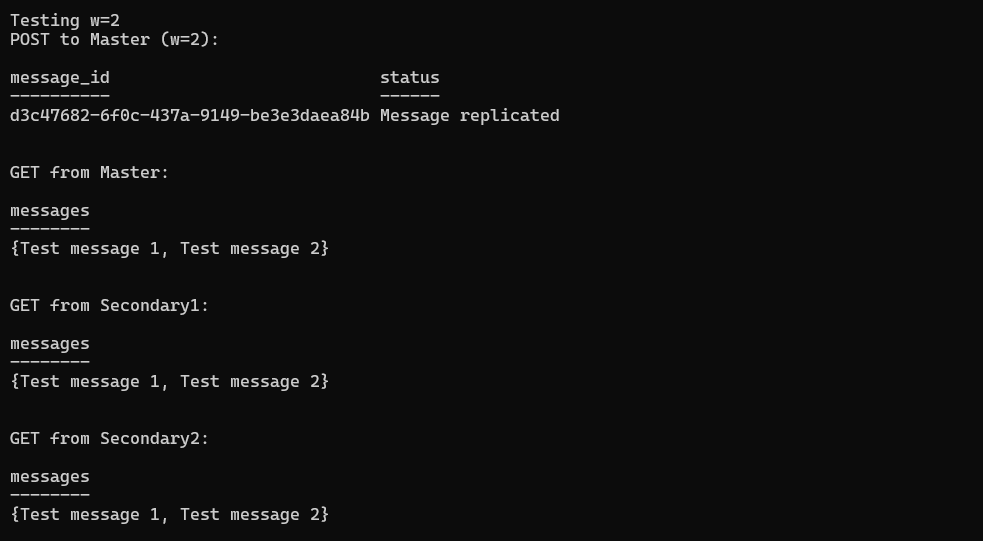 Testing w=2
POST to Master (w=2):
message_id                           status
----------                           ------
d3c47682-6f0c-437a-9149-be3e3daea84b Message replicated
GET from Master:
messages
--------
{Test message 1, Test message 2}
GET from Secondary1:
messages
--------
{Test message 1, Test message 2}
GET from Secondary2:
messages
--------
{Test message 1, Test message 2}